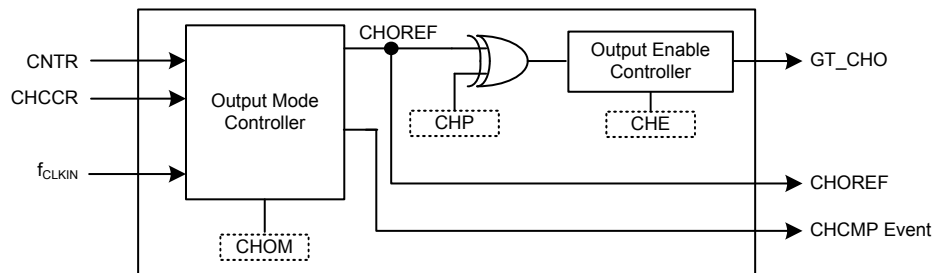 CNTR
CHCCR
fCLKIN
Output Mode
Controller
CHOM
CHOREF
CHP
Output Enable
Controller
CHE
GT_CHO
CHOREF
CHCMP Event